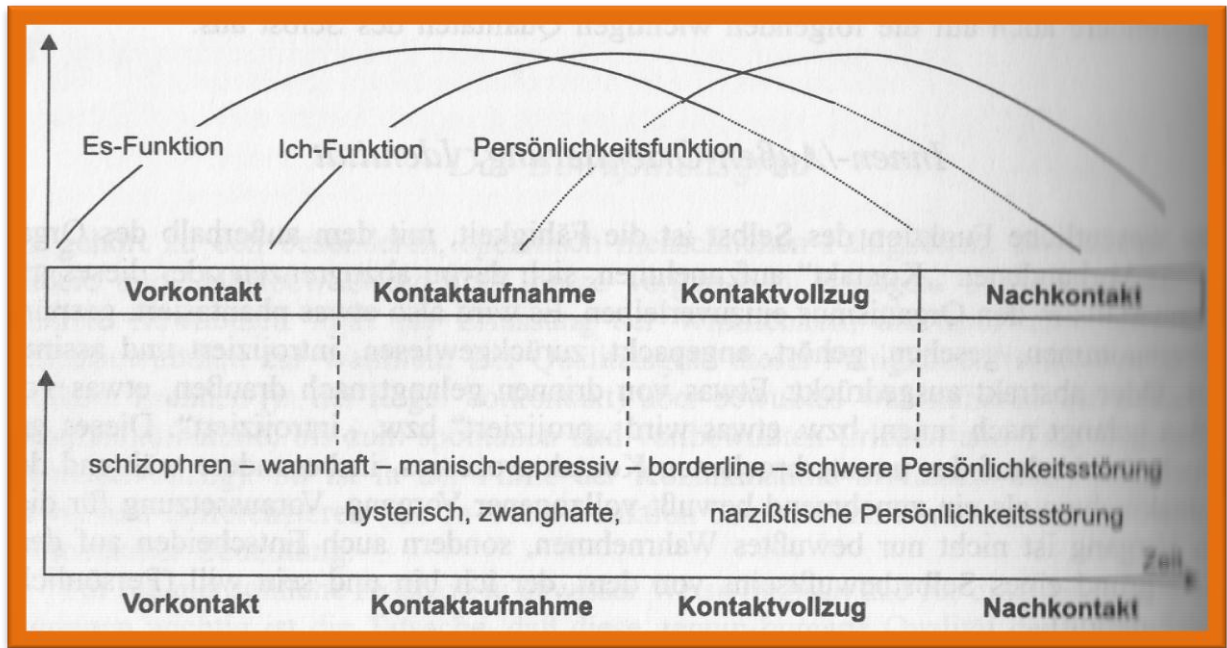 Es-Funktion Ich-Funktion Persönlichkeitsfunktion
Vorkontakt Kontaktaufnahme Kontaktvollzug Nachkontakt
schizophren – wahnhaft – manisch-depressiv – borderline – schwere Persönlichkeitsstörung
hysterisch, zwanghafte, narzißtische Persönlichkeitsstörung
Zeit
Vorkontakt Kontaktaufnahme Kontaktvollzug Nachkontakt